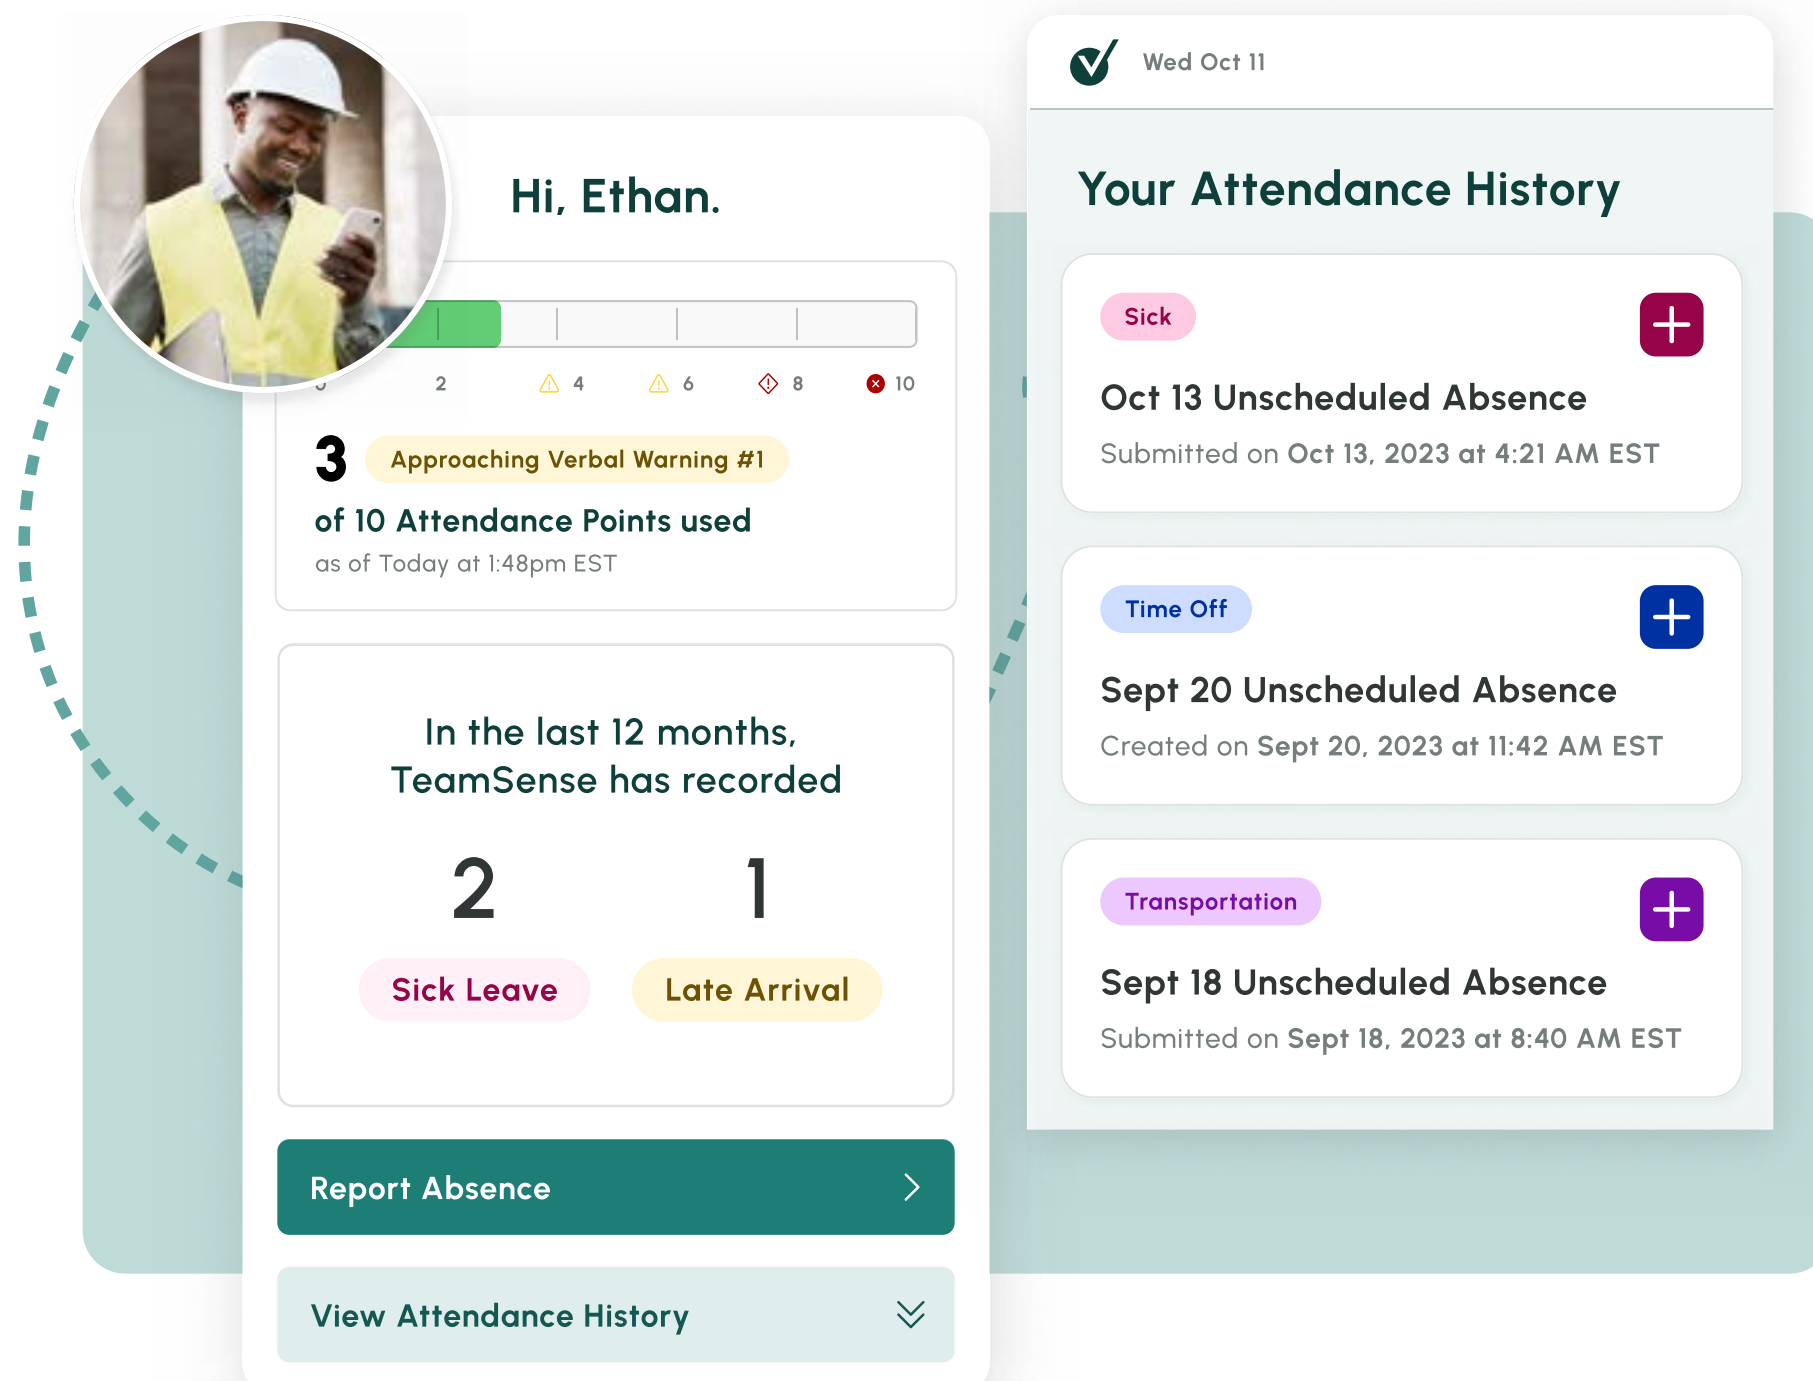 Hi, Ethan.
2 4 6 8 10
3 Approaching Verbal Warning #1
of 10 Attendance Points used
as of Today at 1:48pm EST
In the last 12 months,
TeamSense has recorded
2 1
Sick Leave Late Arrival
Report Absence
View Attendance History
Wed Oct 11
Your Attendance History
Sick
Oct 13 Unscheduled Absence
Submitted on Oct 13, 2023 at 4:21 AM EST
Time Off
Sept 20 Unscheduled Absence
Created on Sept 20, 2023 at 11:42 AM EST
Transportation
Sept 18 Unscheduled Absence
Submitted on Sept 18, 2023 at 8:40 AM EST